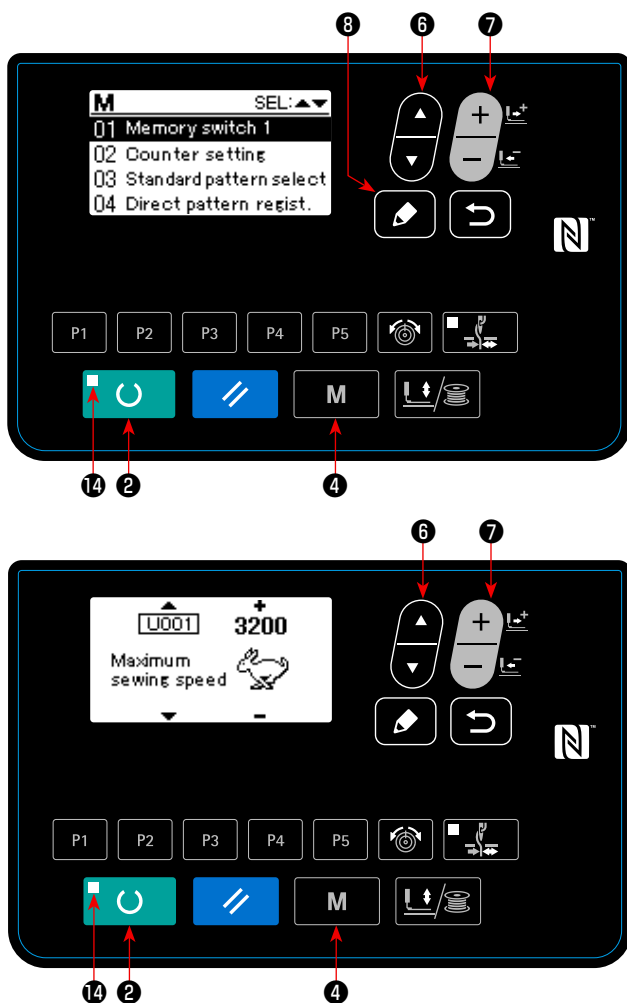 ❽ ❻ ❼
M SEL:▲▼
01 Memory switch 1
02 Counter setting
03 Standard pattern select
04 Direct pattern regist.
+
−
N™
P1 P2 P3 P4 P5
M
⓮ ❷ ❹
❻ ❼
U001 3200
Maximum
sewing speed
+
−
N™
P1 P2 P3 P4 P5
M
⓮ ❷ ❹